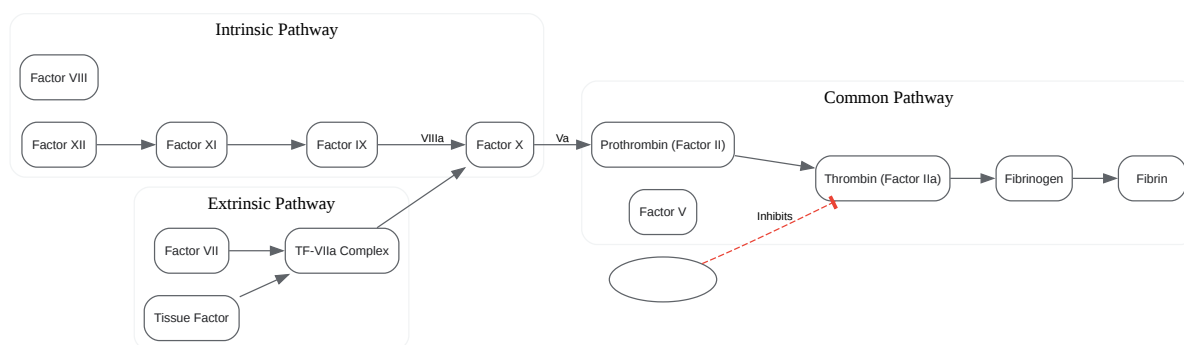 Intrinsic Pathway
Factor VIII
Factor XII
Factor XI
Factor IX
VIIIa
Factor X
Extrinsic Pathway
Factor VII
TF-VIIa Complex
Tissue Factor
Va
Common Pathway
Prothrombin (Factor II)
Thrombin (Factor IIa)
Fibrinogen
Fibrin
Factor V
Inhibits